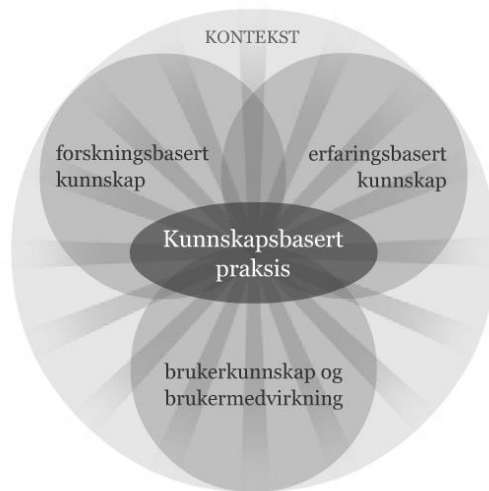 KONTEKST
forskningsbasert
kunnskap
erfaringsbasert
kunnskap
Kunnskapsbasert
praksis
brukerkunnskap og
brukermedvirkning